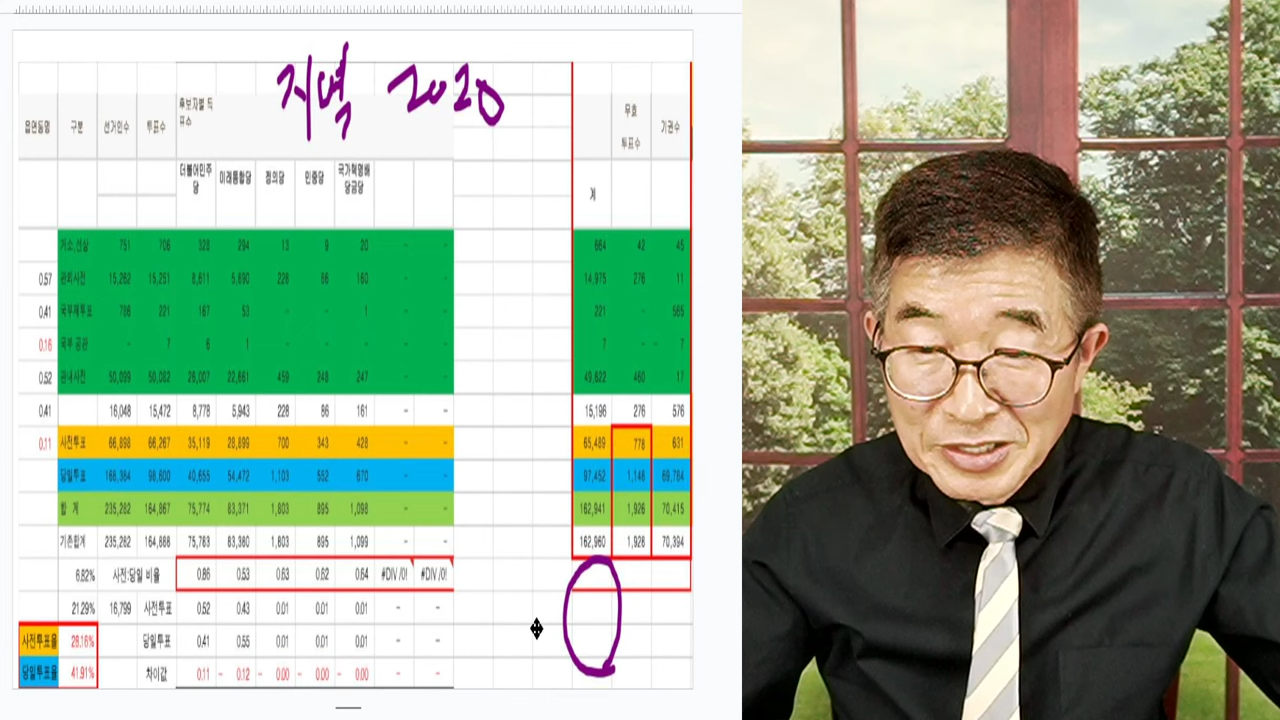 지역 2020
읍면동명 구분 선거인수 투표수 후보자별 득표수 무효 투표수 기권수
더불어민주당 미래통합당 정의당 민중당 국가혁명배당금당 계
거소,선상 751 706 328 294 13 9 20 - - 664 42 45
0.57 관외사전 15,262 15,251 8,611 5,890 228 86 160 - - 14,975 276 11
0.41 국외부재자투표 786 221 167 53 - - 1 - - 221 - 565
0.16 국외부재자투표 공관 - 7 6 1 - - 7 - - 7
0.52 관내사전 50,099 50,082 26,007 22,661 459 248 247 - - 49,622 460 17
0.41 16,048 15,472 8,778 5,943 228 86 161 - - 15,196 276 576
0.11 사전투표 66,898 66,267 35,119 28,899 700 343 428 - - 65,489 778 631
당일투표 168,384 98,600 40,655 54,472 1,103 552 670 - - 97,452 1,148 69,784
합 계 235,282 164,867 75,774 83,371 1,803 895 1,098 - - 162,941 1,926 70,415
기존합계 235,282 164,888 75,763 83,380 1,803 895 1,099 162,960 1,928 70,394
6.82% 사전:당일 비율 0.86 0.53 0.63 0.62 0.64 #DIV /0! #DIV /0!
21.29% 16,799 사전투표 0.52 0.43 0.01 0.01 0.01 - -
사전투표율 28.16% 당일투표 0.41 0.55 0.01 0.01 0.01 - -
당일투표율 41.91% 차이값 0.11 - 0.12 - 0.00 - 0.00 - 0.00 - -